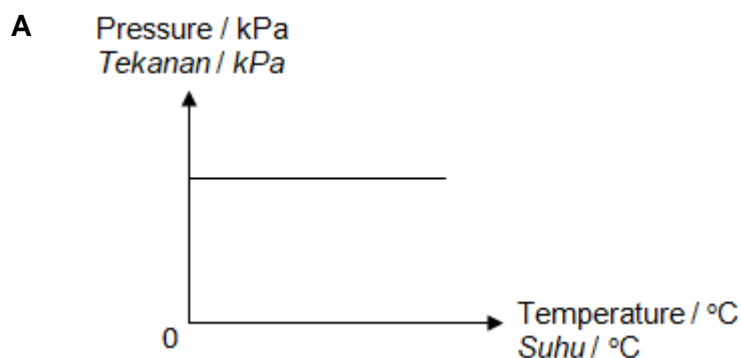 A
Pressure / kPa
Tekanan / kPa
0
Temperature / °C
Suhu / °C